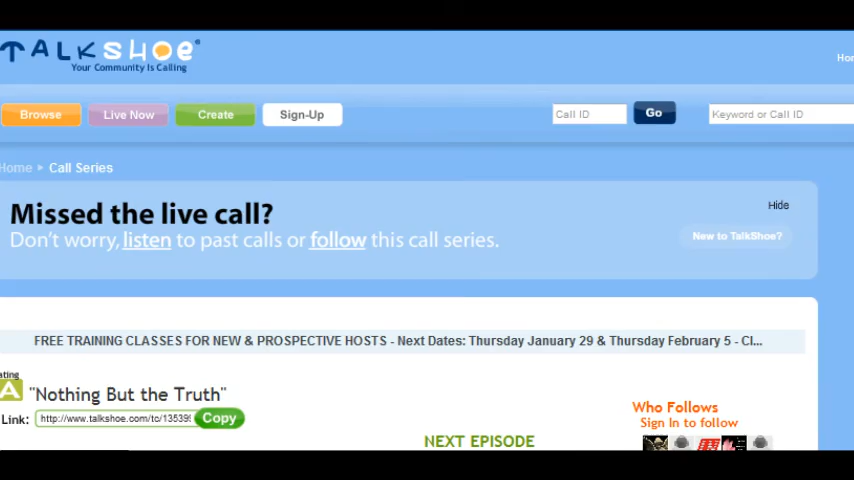 TALKSHOE
Your Community Is Calling
Browse
Live Now
Create
Sign-Up
Call ID
Go
Keyword or Call ID
Home ▸ Call Series
Missed the live call?
Hide
Don't worry, listen to past calls or follow this call series.
New to TalkShoe?
FREE TRAINING CLASSES FOR NEW & PROSPECTIVE HOSTS - Next Dates: Thursday January 29 & Thursday February 5 - Cl...
A
"Nothing But the Truth"
Link: http://www.talkshoe.com/tc/13539 Copy
Who Follows
Sign In to follow
NEXT EPISODE